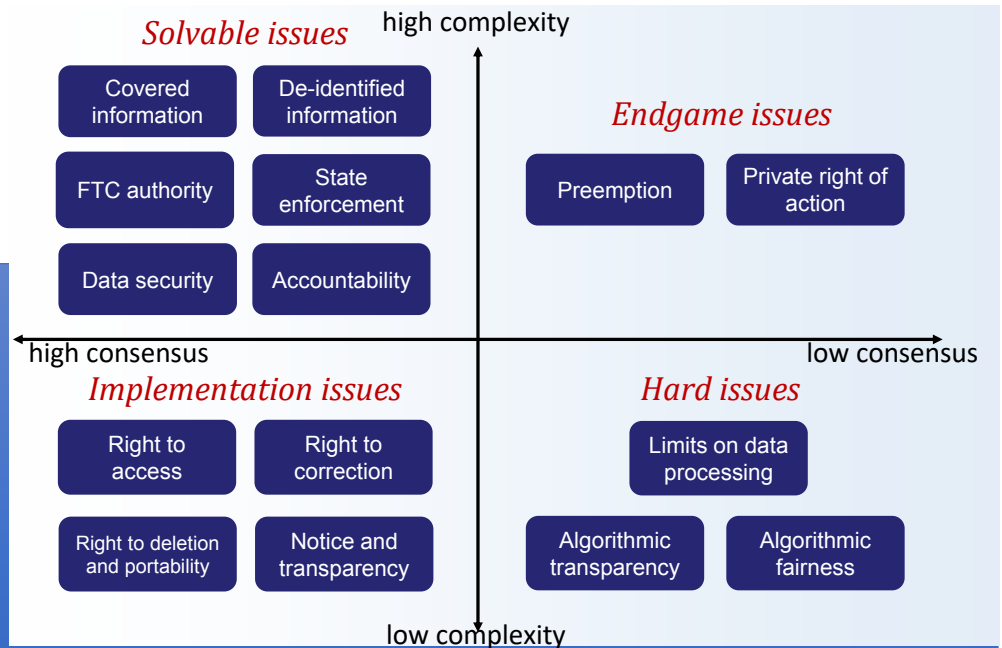 Solvable issues
high complexity
Covered
information
De-identified
information
FTC authority
State
enforcement
Data security
Accountability
Endgame issues
Preemption
Private right of
action
high consensus
low consensus
Implementation issues
Right to
access
Right to
correction
Right to deletion
and portability
Notice and
transparency
Hard issues
Limits on data
processing
Algorithmic
transparency
Algorithmic
fairness
low complexity